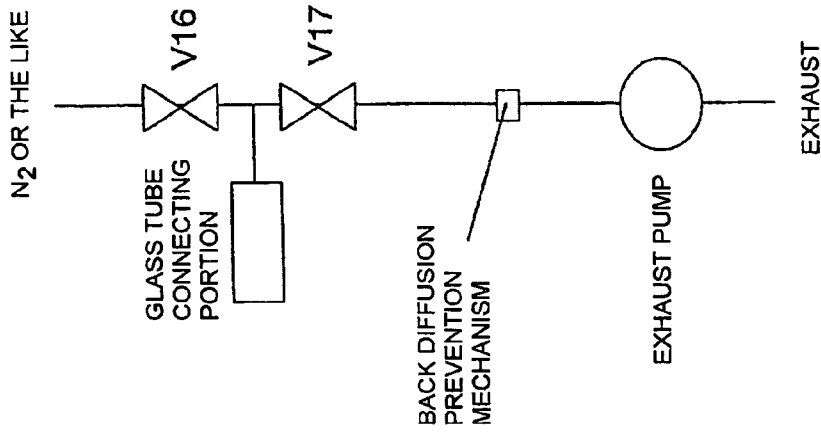 N2 OR THE LIKE
V16
GLASS TUBE
CONNECTING
PORTION
V17
BACK DIFFUSION
PREVENTION
MECHANISM
EXHAUST PUMP
EXHAUST